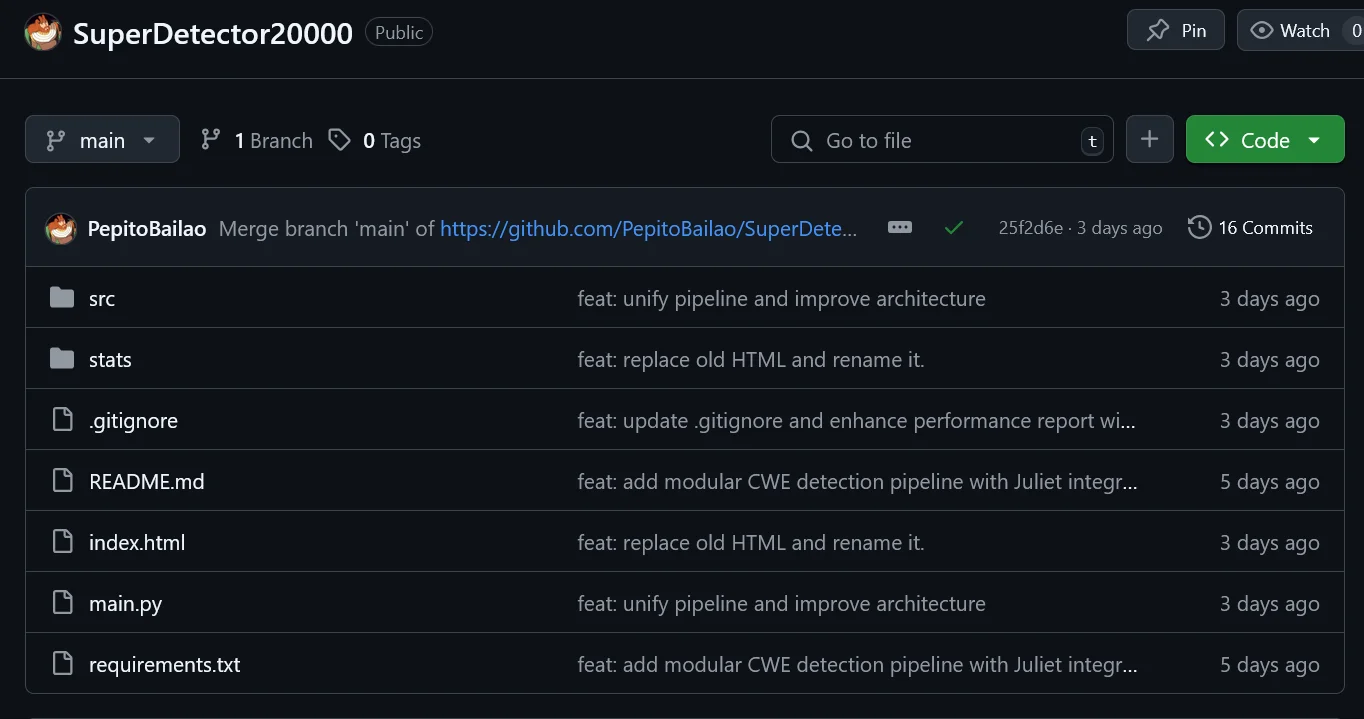 SuperDetector20000 Public Pin Watch 0
main 1 Branch 0 Tags Go to file t + Code
PepitoBailao Merge branch 'main' of https://github.com/PepitoBailao/SuperDete... 25f2d6e · 3 days ago 16 Commits
src feat: unify pipeline and improve architecture 3 days ago
stats feat: replace old HTML and rename it. 3 days ago
.gitignore feat: update .gitignore and enhance performance report wi... 3 days ago
README.md feat: add modular CWE detection pipeline with Juliet integr... 5 days ago
index.html feat: replace old HTML and rename it. 3 days ago
main.py feat: unify pipeline and improve architecture 3 days ago
requirements.txt feat: add modular CWE detection pipeline with Juliet integr... 5 days ago